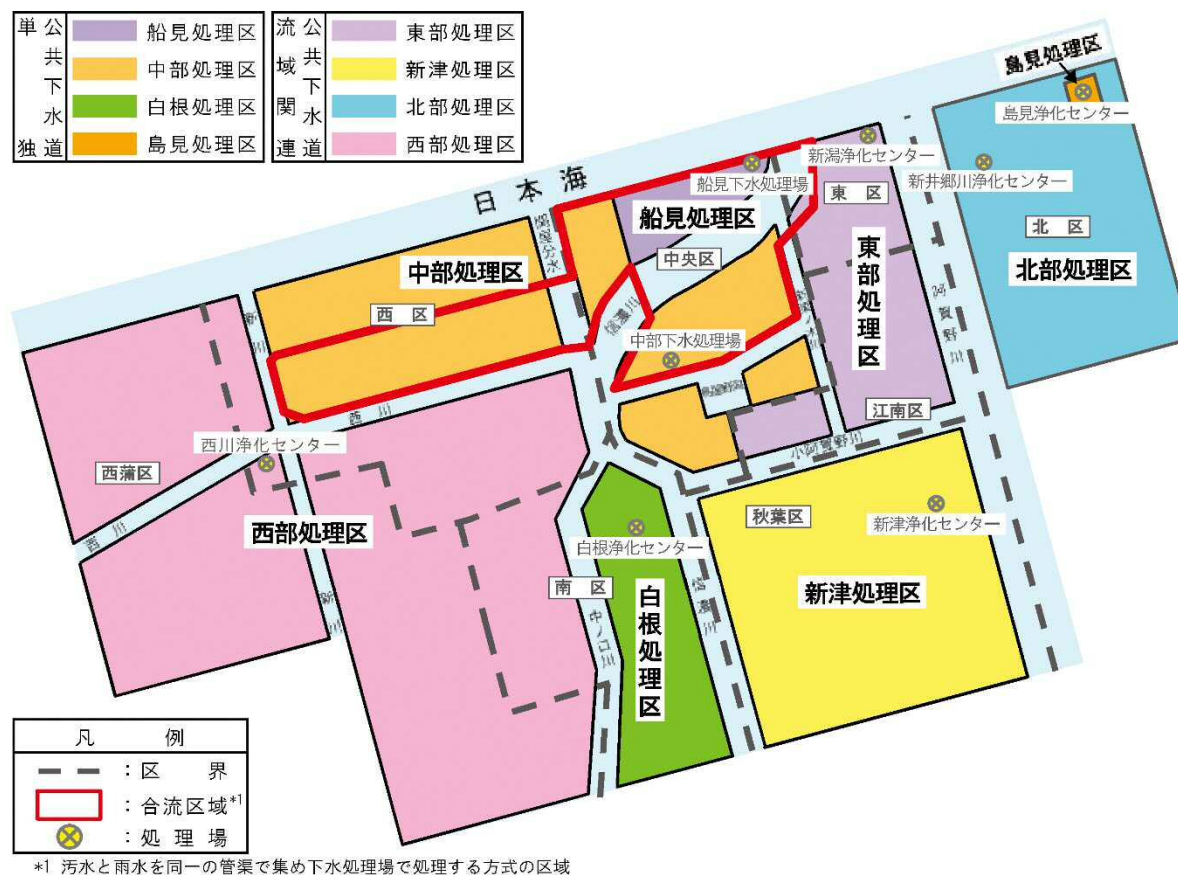 単独
公共下水道
船見処理区
中部処理区
白根処理区
島見処理区
流域関連
公共下水道
東部処理区
新津処理区
北部処理区
西部処理区
島見処理区
島見浄化センター
新潟浄化センター
船見下水処理場
新井郷川浄化センター
日本海
東区
船見処理区
北区
中央区
北部処理区
中部処理区
東部処理区
阿賀野川
西区
信濃川
新川
中部下水処理場
西川
江南区
西川浄化センター
小阿賀野川
西蒲区
秋葉区
新津浄化センター
西部処理区
白根浄化センター
西川
南区
信濃川
新津処理区
白根処理区
新川
中ノ口川
凡例
:区界
:合流区域*1
:処理場
*1 汚水と雨水を同一の管渠で集め下水処理場で処理する方式の区域